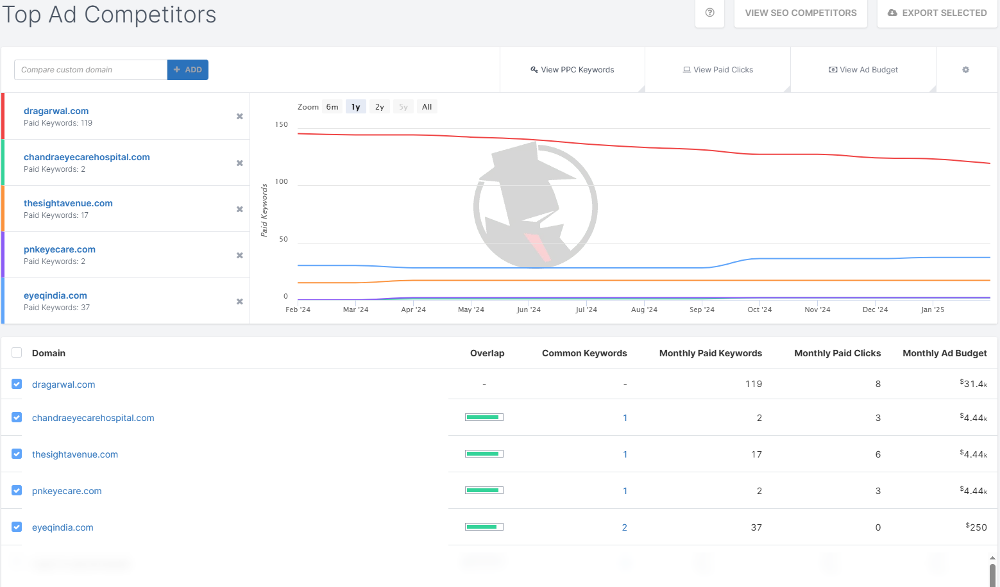 Top Ad Competitors
VIEW SEO COMPETITORS
EXPORT SELECTED
Compare custom domain
+ ADD
View PPC Keywords
View Paid Clicks
View Ad Budget
dragarwal.com
Paid Keywords: 119
chandraeyecarehospital.com
Paid Keywords: 2
thesightavenue.com
Paid Keywords: 17
pnkeyecare.com
Paid Keywords: 2
eyeqindia.com
Paid Keywords: 37
Zoom 6m 1y 2y 5y All
Paid Keywords
150
100
50
0
Feb '24 Mar '24 Apr '24 May '24 Jun '24 Jul '24 Aug '24 Sep '24 Oct '24 Nov '24 Dec '24 Jan '25
Domain Overlap Common Keywords Monthly Paid Keywords Monthly Paid Clicks Monthly Ad Budget
dragarwal.com - - 119 8 $31.4k
chandraeyecarehospital.com 1 2 3 $4.44k
thesightavenue.com 1 17 6 $4.44k
pnkeyecare.com 1 2 3 $4.44k
eyeqindia.com 2 37 0 $250